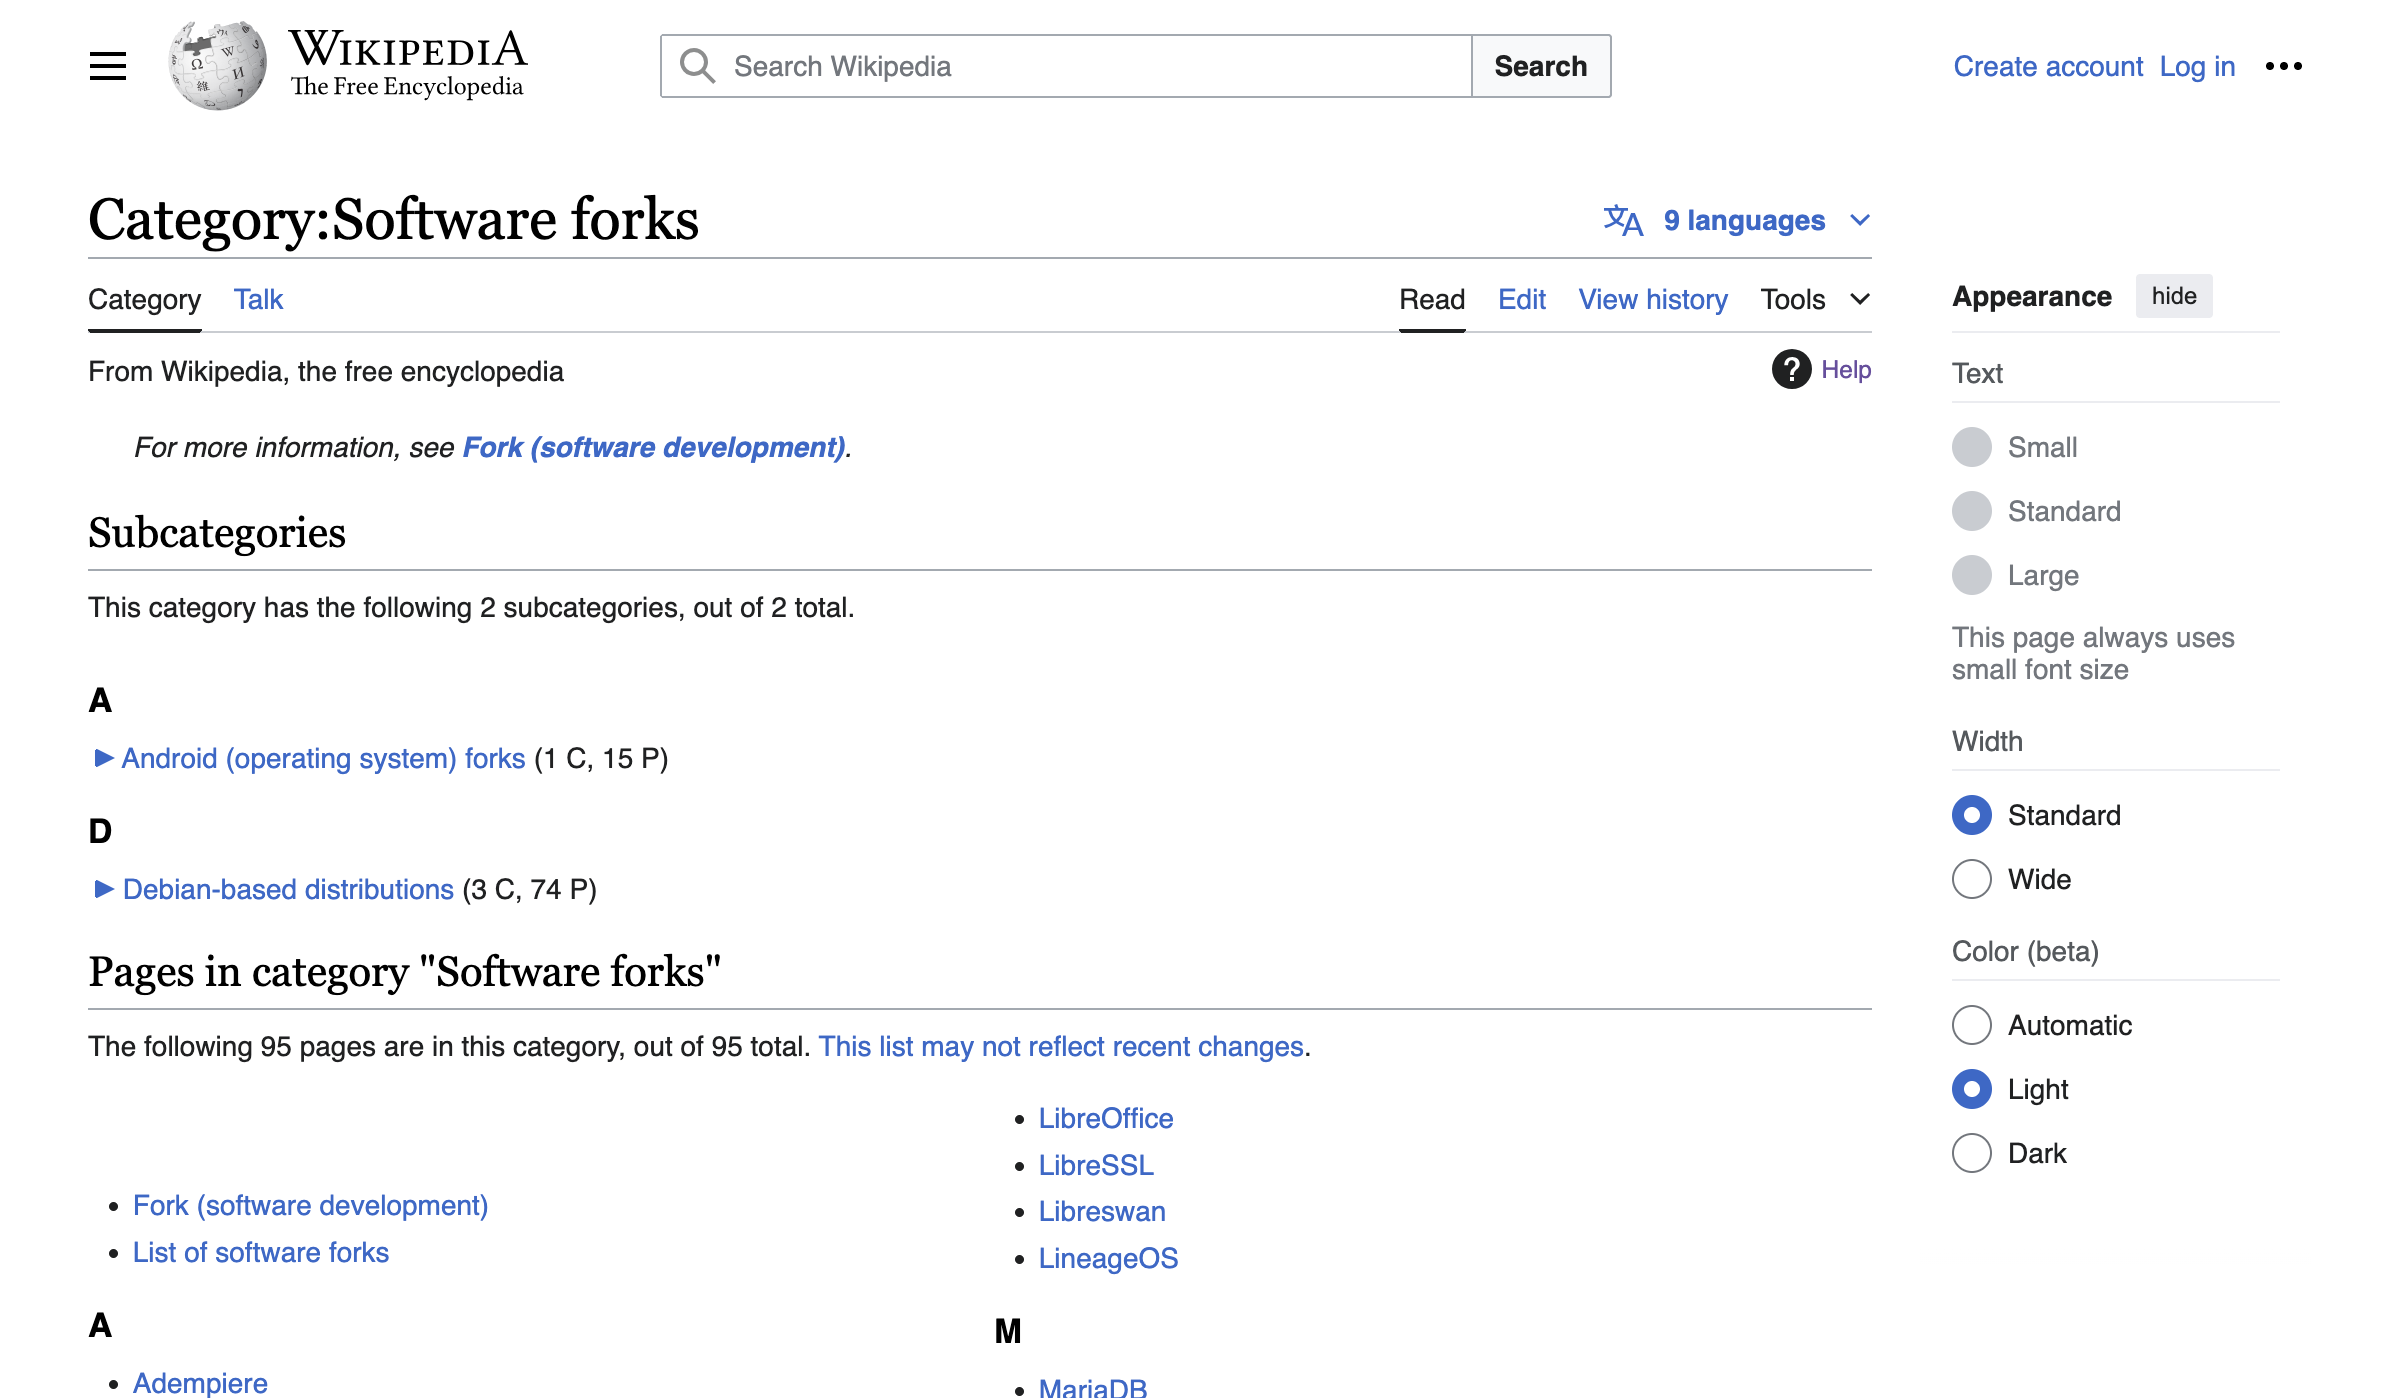 WIKIPEDIA
The Free Encyclopedia
Search Wikipedia
Search
Create account Log in
Category:Software forks
9 languages
Category Talk
Read Edit View history Tools
From Wikipedia, the free encyclopedia
Help
For more information, see Fork (software development).
Subcategories
This category has the following 2 subcategories, out of 2 total.
A
Android (operating system) forks (1 C, 15 P)
D
Debian-based distributions (3 C, 74 P)
Pages in category "Software forks"
The following 95 pages are in this category, out of 95 total. This list may not reflect recent changes.
Fork (software development)
List of software forks
A
Adempiere
LibreOffice
LibreSSL
Libreswan
LineageOS
M
MariaDB
Appearance hide
Text
Small
Standard
Large
This page always uses
small font size
Width
Standard
Wide
Color (beta)
Automatic
Light
Dark